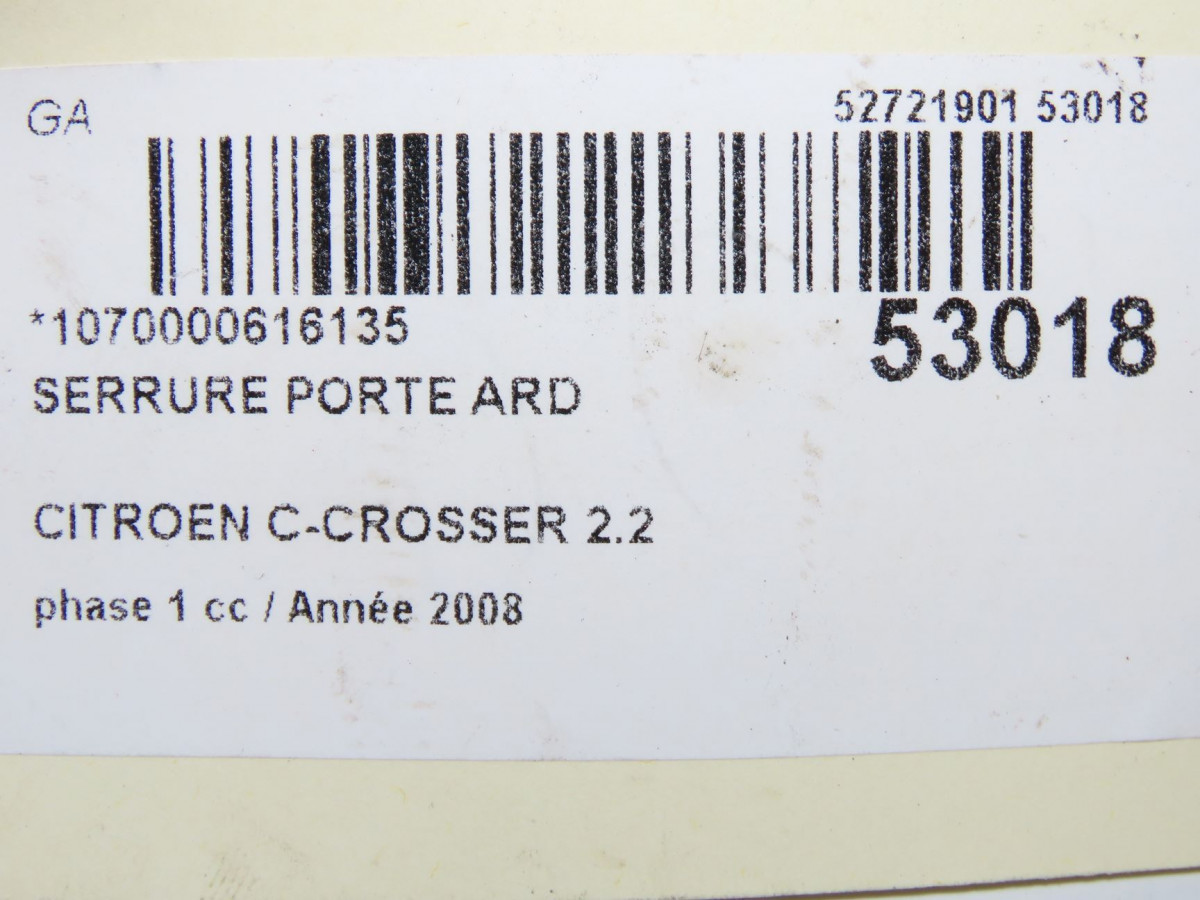 GA
52721901 53018
*1070000616135
53018
SERRURE PORTE ARD
CITROEN C-CROSSER 2.2
phase 1 cc / Année 2008